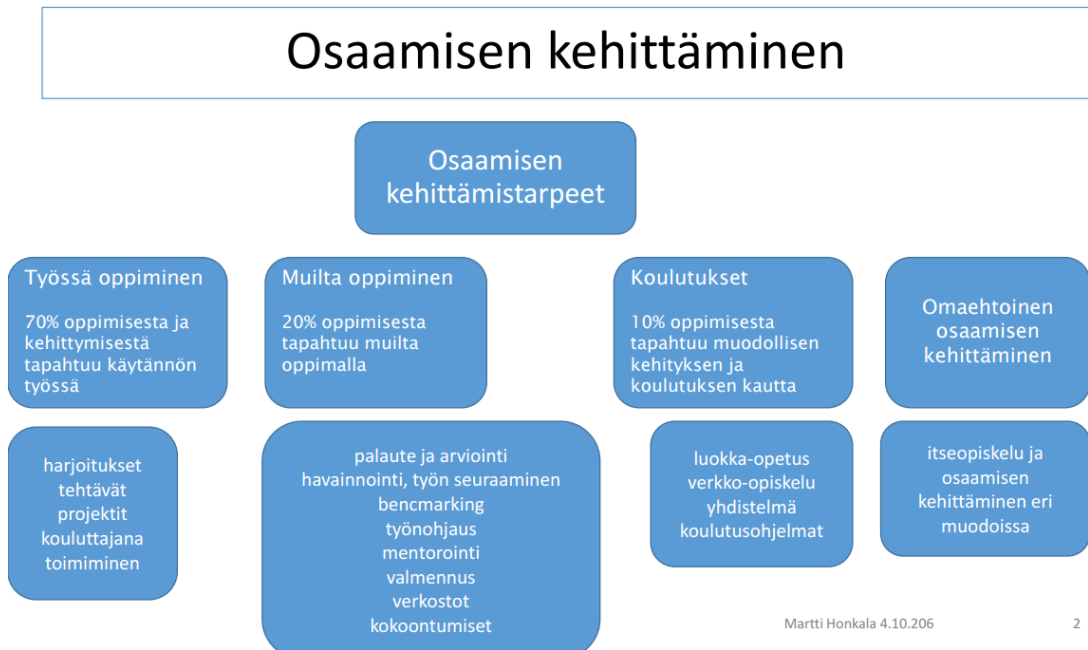 Osaamisen kehittäminen
Osaamisen
kehittämistarpeet
Työssä oppiminen
70% oppimisesta ja
kehittymisestä
tapahtuu käytännön
työssä
Muilta oppiminen
20% oppimisesta
tapahtuu muilta
oppimalla
Koulutukset
10% oppimisesta
tapahtuu muodollisen
kehityksen ja
koulutuksen kautta
Omaehtoinen
osaamisen
kehittäminen
harjoitukset
tehtävät
projektit
kouluttajana
toimiminen
palaute ja arviointi
havainnointi, työn seuraaminen
bencmarking
työnohjaus
mentorointi
valmennus
verkostot
kokoontumiset
luokka-opetus
verkko-opiskelu
yhdistelmä
koulutusohjelmat
itseopiskelu ja
osaamisen
kehittäminen eri
muodoissa
Martti Honkala 4.10.206
2